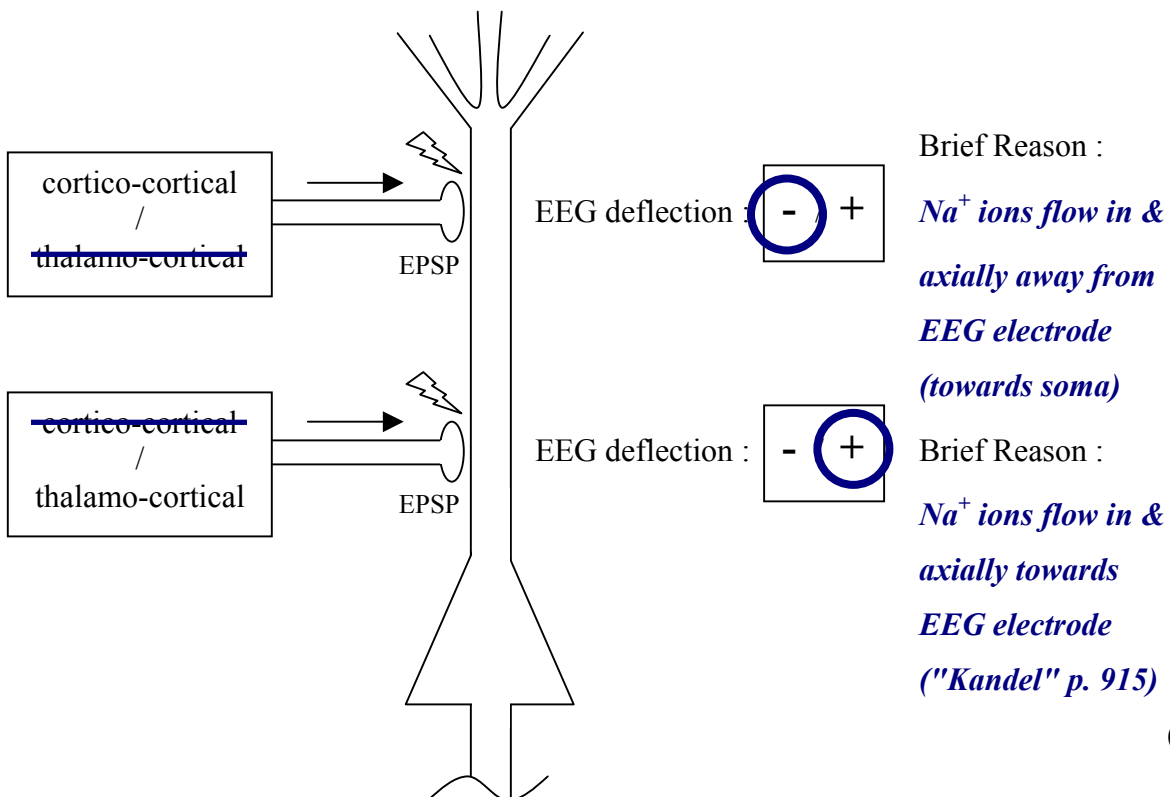 cortico-cortical
/
thalamo-cortical
EPSP
EEG deflection : - / +
Brief Reason :
Na+ ions flow in &
axially away from
EEG electrode
(towards soma)
cortico-cortical
/
thalamo-cortical
EPSP
EEG deflection : - +
Brief Reason :
Na+ ions flow in &
axially towards
EEG electrode
("Kandel" p. 915)
(